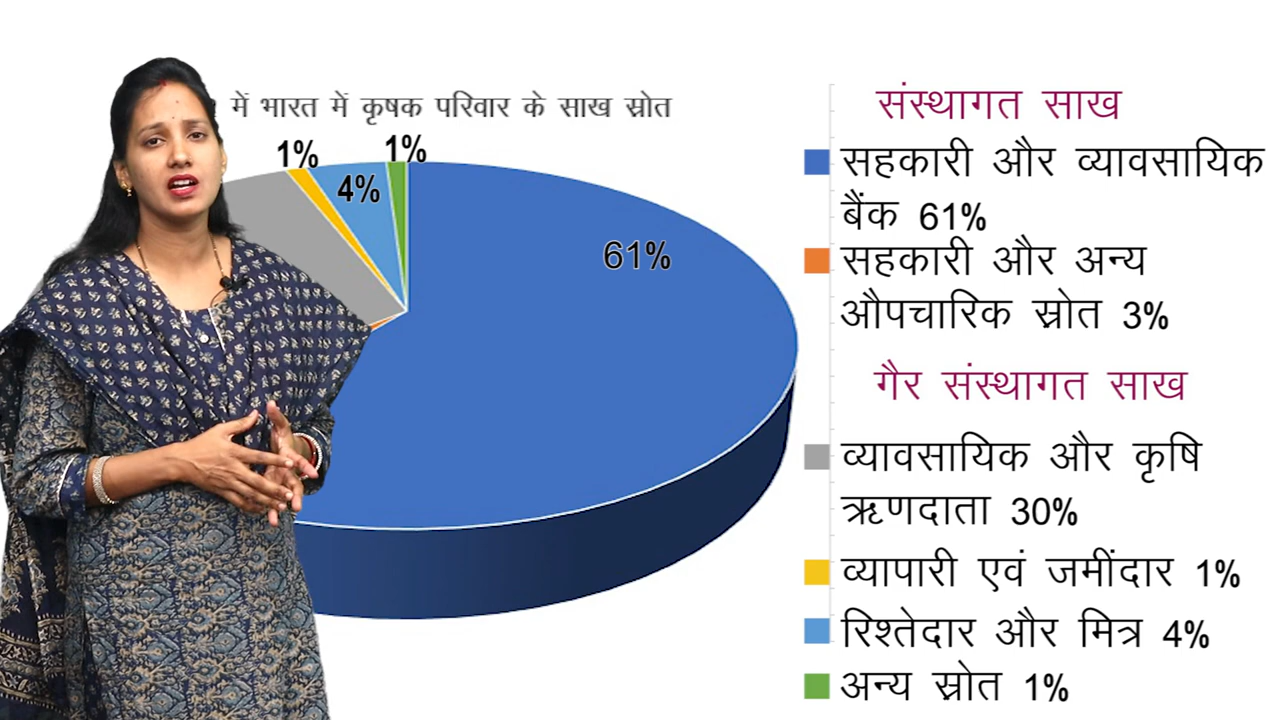 में भारत में कृषक परिवार के साख स्रोत
1%
1%
4%
61%
संस्थागत साख
सहकारी और व्यावसायिक
बैंक 61%
सहकारी और अन्य
औपचारिक स्रोत 3%
गैर संस्थागत साख
व्यावसायिक और कृषि
ऋणदाता 30%
व्यापारी एवं जमींदार 1%
रिश्तेदार और मित्र 4%
अन्य स्रोत 1%